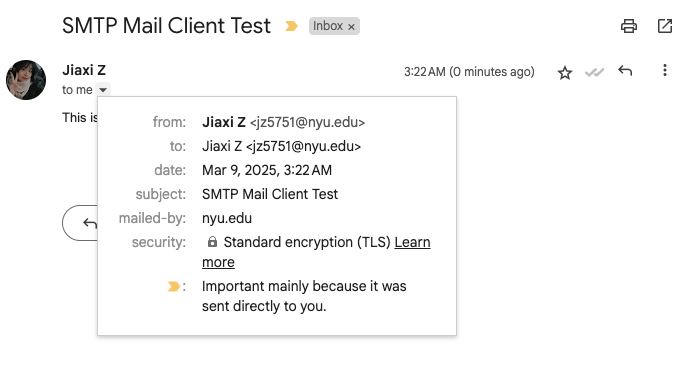 SMTP Mail Client Test Inbox ×
Jiaxi Z 3:22 AM (0 minutes ago)
to me
This is
from: Jiaxi Z <jz5751@nyu.edu>
to: Jiaxi Z <jz5751@nyu.edu>
date: Mar 9, 2025, 3:22 AM
subject: SMTP Mail Client Test
mailed-by: nyu.edu
security: Standard encryption (TLS) Learn
more
: Important mainly because it was
sent directly to you.